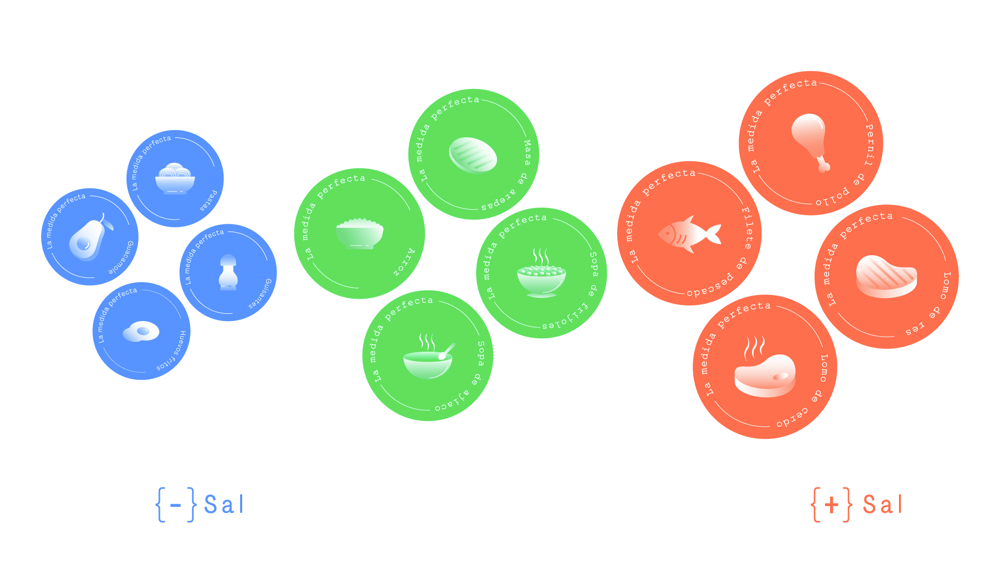 La medida perfecta
Pastas
La medida perfecta
Guacamole
La medida perfecta
Guisantes
La medida perfecta
Huevos fritos
La medida perfecta
Masa de arepas
La medida perfecta
Arroz
La medida perfecta
Sopa de frijoles
La medida perfecta
Sopa de ajiaco
La medida perfecta
Pernil de pollo
La medida perfecta
Filete de pescado
La medida perfecta
Lomo de res
La medida perfecta
Lomo de cerdo
{-} Sal
{+} Sal